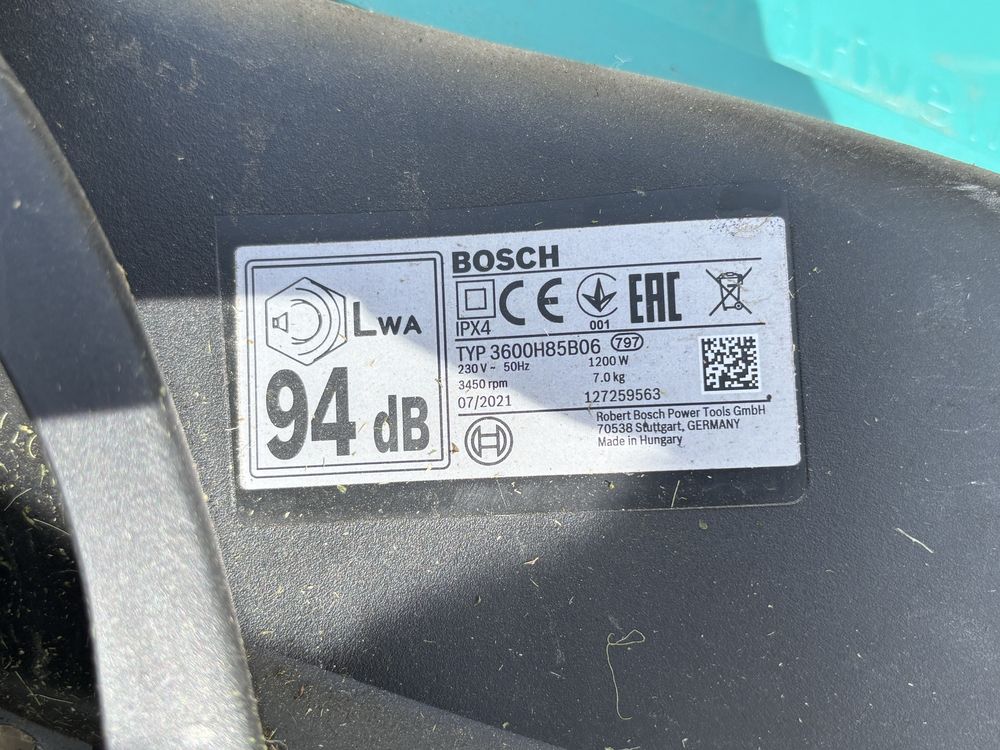 LWA
94 dB
BOSCH
IPX4
CE
001
EAC
TYP 3600H85B06 797
230 V ~ 50Hz 1200 W
3450 rpm 7.0 kg
07/2021 127259563
Robert Bosch Power Tools GmbH
70538 Stuttgart, GERMANY
Made in Hungary